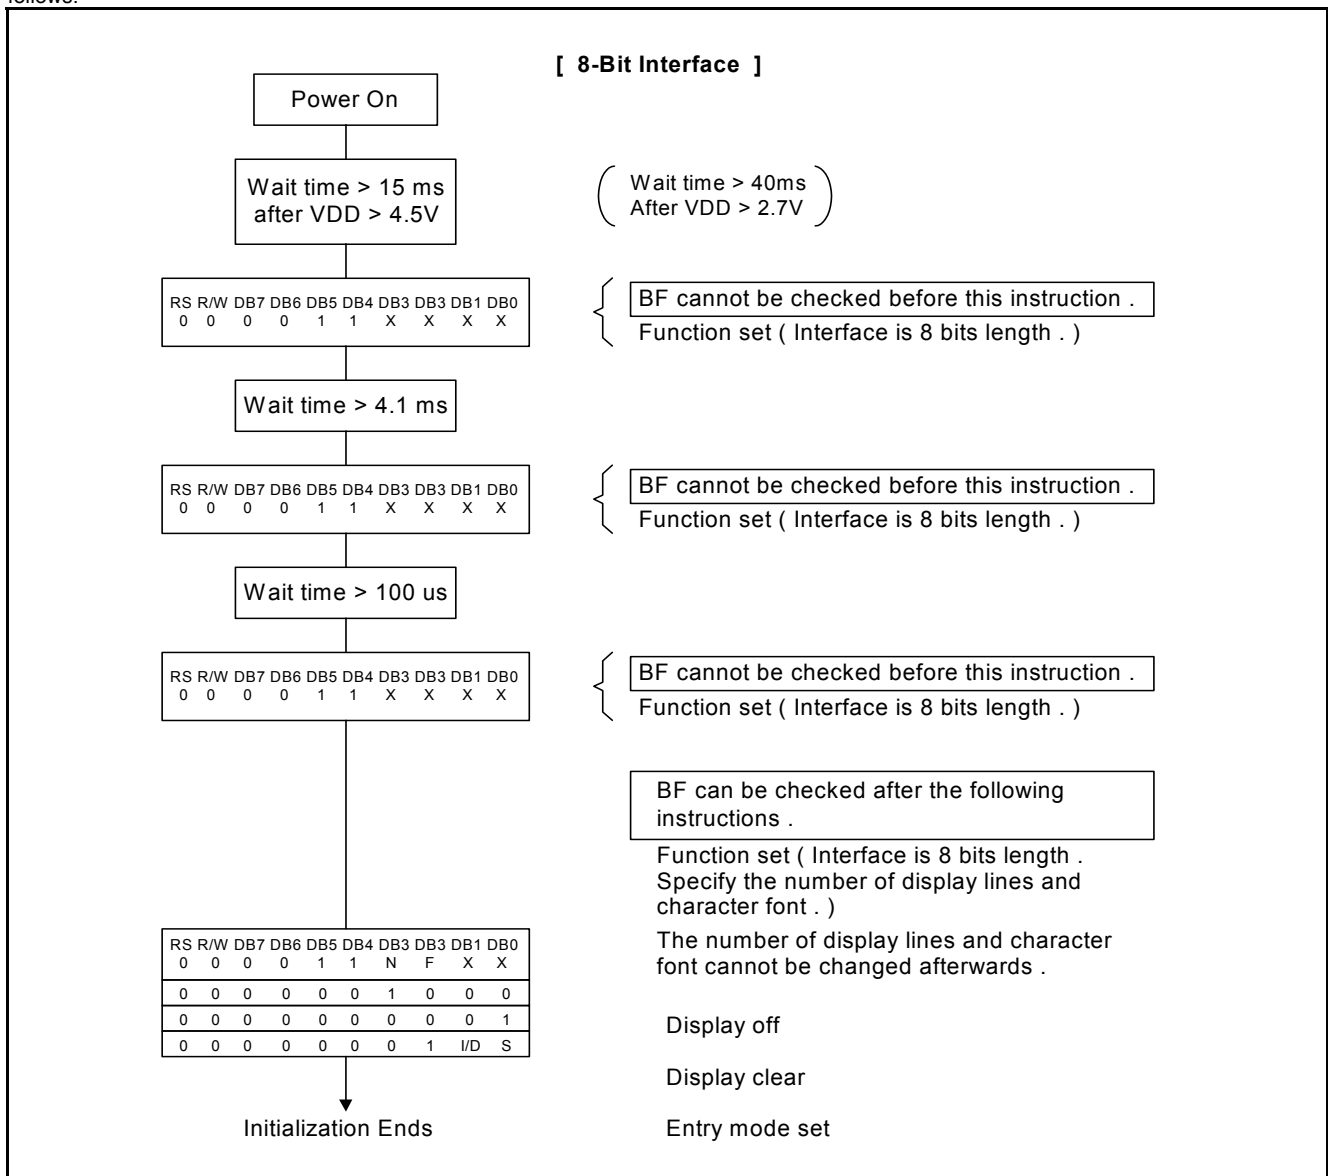 follows:
[ 8-Bit Interface ]
Power On
Wait time > 15 ms
after VDD > 4.5V
Wait time > 40ms
After VDD > 2.7V
RS R/W DB7 DB6 DB5 DB4 DB3 DB3 DB1 DB0
0 0 0 0 1 1 X X X X
BF cannot be checked before this instruction .
Function set ( Interface is 8 bits length . )
Wait time > 4.1 ms
RS R/W DB7 DB6 DB5 DB4 DB3 DB3 DB1 DB0
0 0 0 0 1 1 X X X X
BF cannot be checked before this instruction .
Function set ( Interface is 8 bits length . )
Wait time > 100 us
RS R/W DB7 DB6 DB5 DB4 DB3 DB3 DB1 DB0
0 0 0 0 1 1 X X X X
BF cannot be checked before this instruction .
Function set ( Interface is 8 bits length . )
BF can be checked after the following
instructions .
Function set ( Interface is 8 bits length .
Specify the number of display lines and
character font . )
The number of display lines and character
font cannot be changed afterwards .
RS R/W DB7 DB6 DB5 DB4 DB3 DB3 DB1 DB0
0 0 0 0 1 1 N F X X
0 0 0 0 0 0 1 0 0 0
0 0 0 0 0 0 0 0 0 1
0 0 0 0 0 0 0 1 I/D S
Display off
Display clear
Initialization Ends
Entry mode set